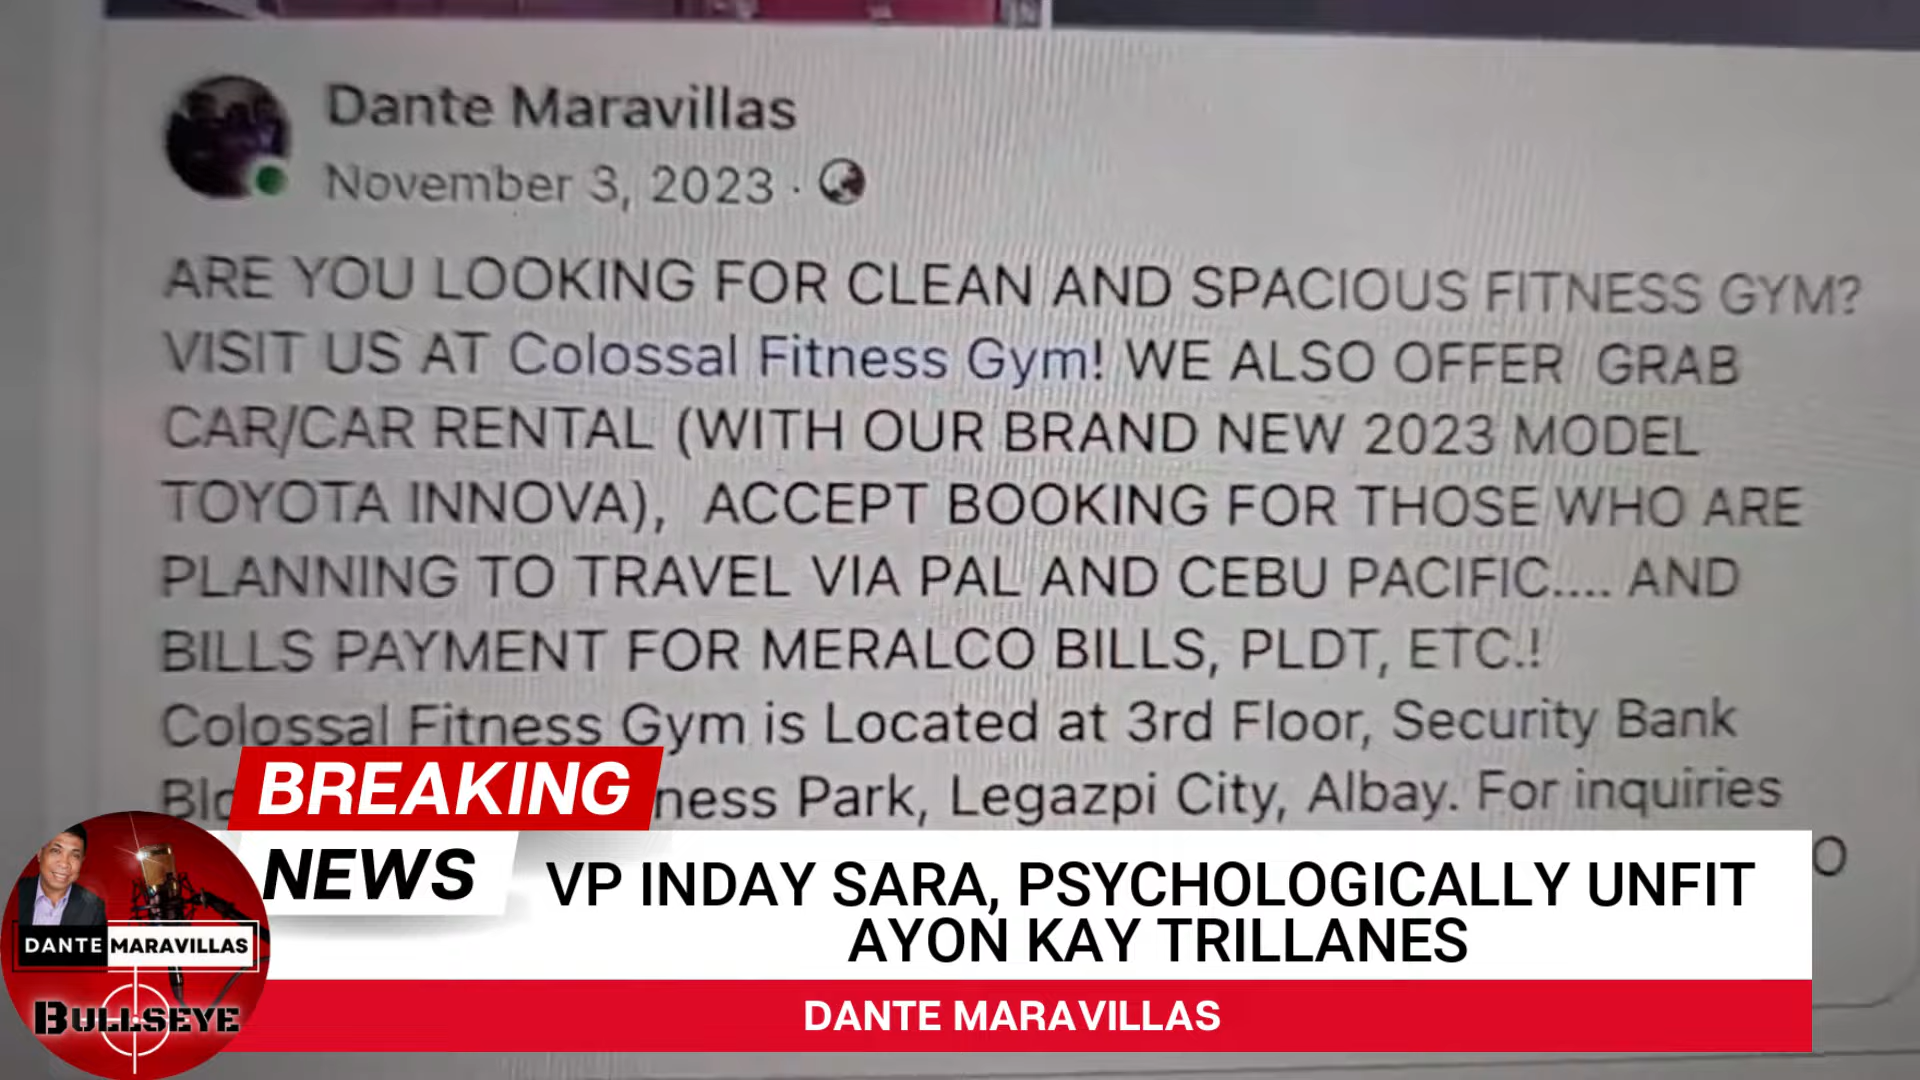 Dante Maravillas
November 3, 2023 ·
ARE YOU LOOKING FOR CLEAN AND SPACIOUS FITNESS GYM?
VISIT US AT Colossal Fitness Gym! WE ALSO OFFER GRAB
CAR/CAR RENTAL (WITH OUR BRAND NEW 2023 MODEL
TOYOTA INNOVA), ACCEPT BOOKING FOR THOSE WHO ARE
PLANNING TO TRAVEL VIA PAL AND CEBU PACIFIC.... AND
BILLS PAYMENT FOR MERALCO BILLS, PLDT, ETC.!
Colossal Fitness Gym is Located at 3rd Floor, Security Bank
Park, Legazpi City, Albay. For inquiries
BREAKING
NEWS
VP INDAY SARA, PSYCHOLOGICALLY UNFIT
AYON KAY TRILLANES
DANTE MARAVILLAS
DANTE MARAVILLAS
BULLSEYE